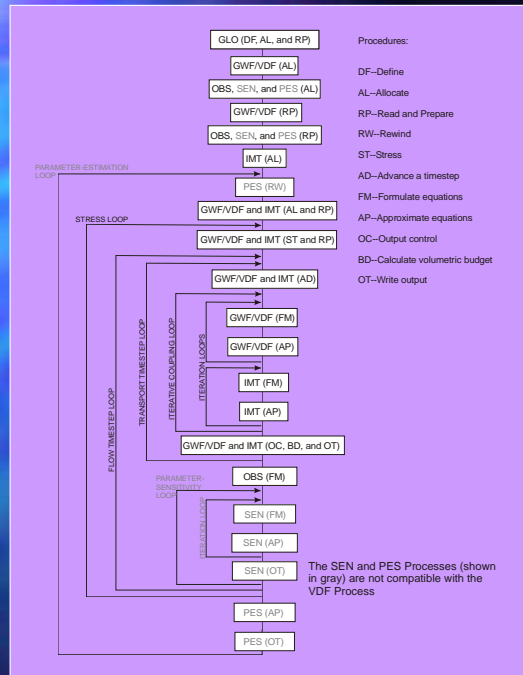 GLO (DF, AL, and RP)
GWF/VDF (AL)
OBS, SEN, and PES (AL)
GWF/VDF (RP)
OBS, SEN, and PES (RP)
IMT (AL)
PARAMETER-ESTIMATION
LOOP
PES (RW)
GWF/VDF and IMT (AL and RP)
STRESS LOOP
GWF/VDF and IMT (ST and RP)
GWF/VDF and IMT (AD)
FLOW TIMESTEP LOOP
TRANSPORT TIMESTEP LOOP
ITERATIVE COUPLING LOOP
ITERATION LOOPS
GWF/VDF (FM)
GWF/VDF (AP)
IMT (FM)
IMT (AP)
GWF/VDF and IMT (OC, BD, and OT)
OBS (FM)
PARAMETER-
SENSITIVITY
LOOP
ITERATION LOOP
SEN (FM)
SEN (AP)
SEN (OT)
PES (AP)
PES (OT)
Procedures:
DF--Define
AL--Allocate
RP--Read and Prepare
RW--Rewind
ST--Stress
AD--Advance a timestep
FM--Formulate equations
AP--Approximate equations
OC--Output control
BD--Calculate volumetric budget
OT--Write output
The SEN and PES Processes (shown
in gray) are not compatible with the
VDF Process